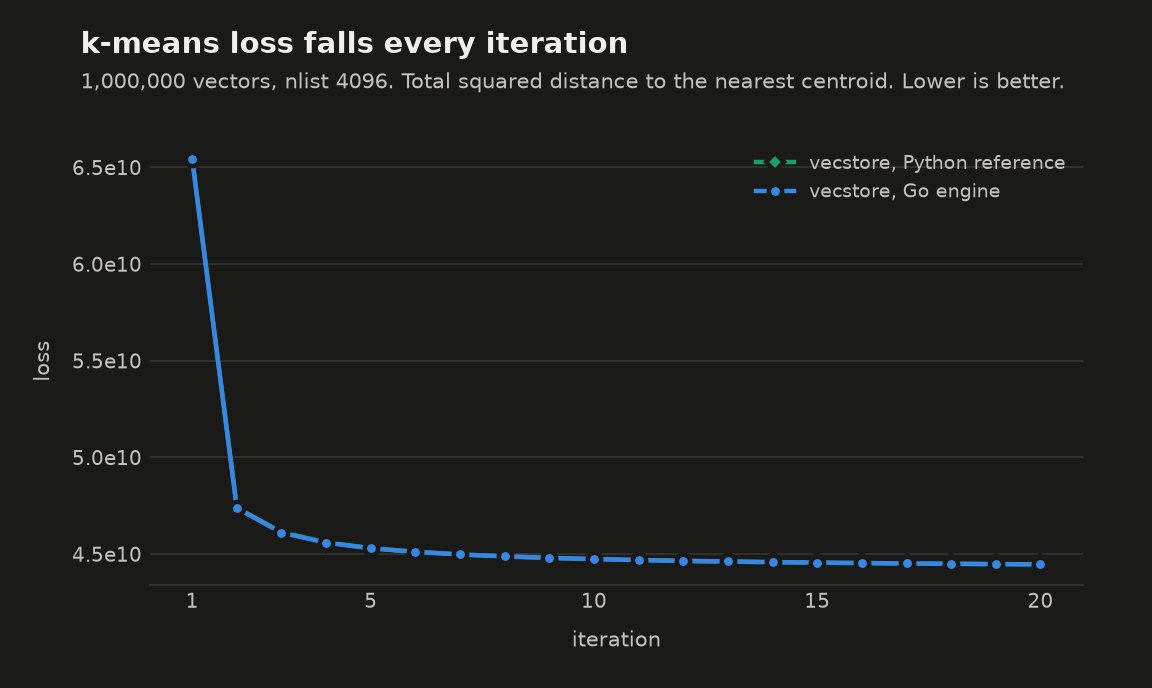 k-means loss falls every iteration
1,000,000 vectors, nlist 4096. Total squared distance to the nearest centroid. Lower is better.
6.5e10
6.0e10
5.5e10
5.0e10
4.5e10
loss
vecstore, Python reference
vecstore, Go engine
1
5
10
15
20
iteration